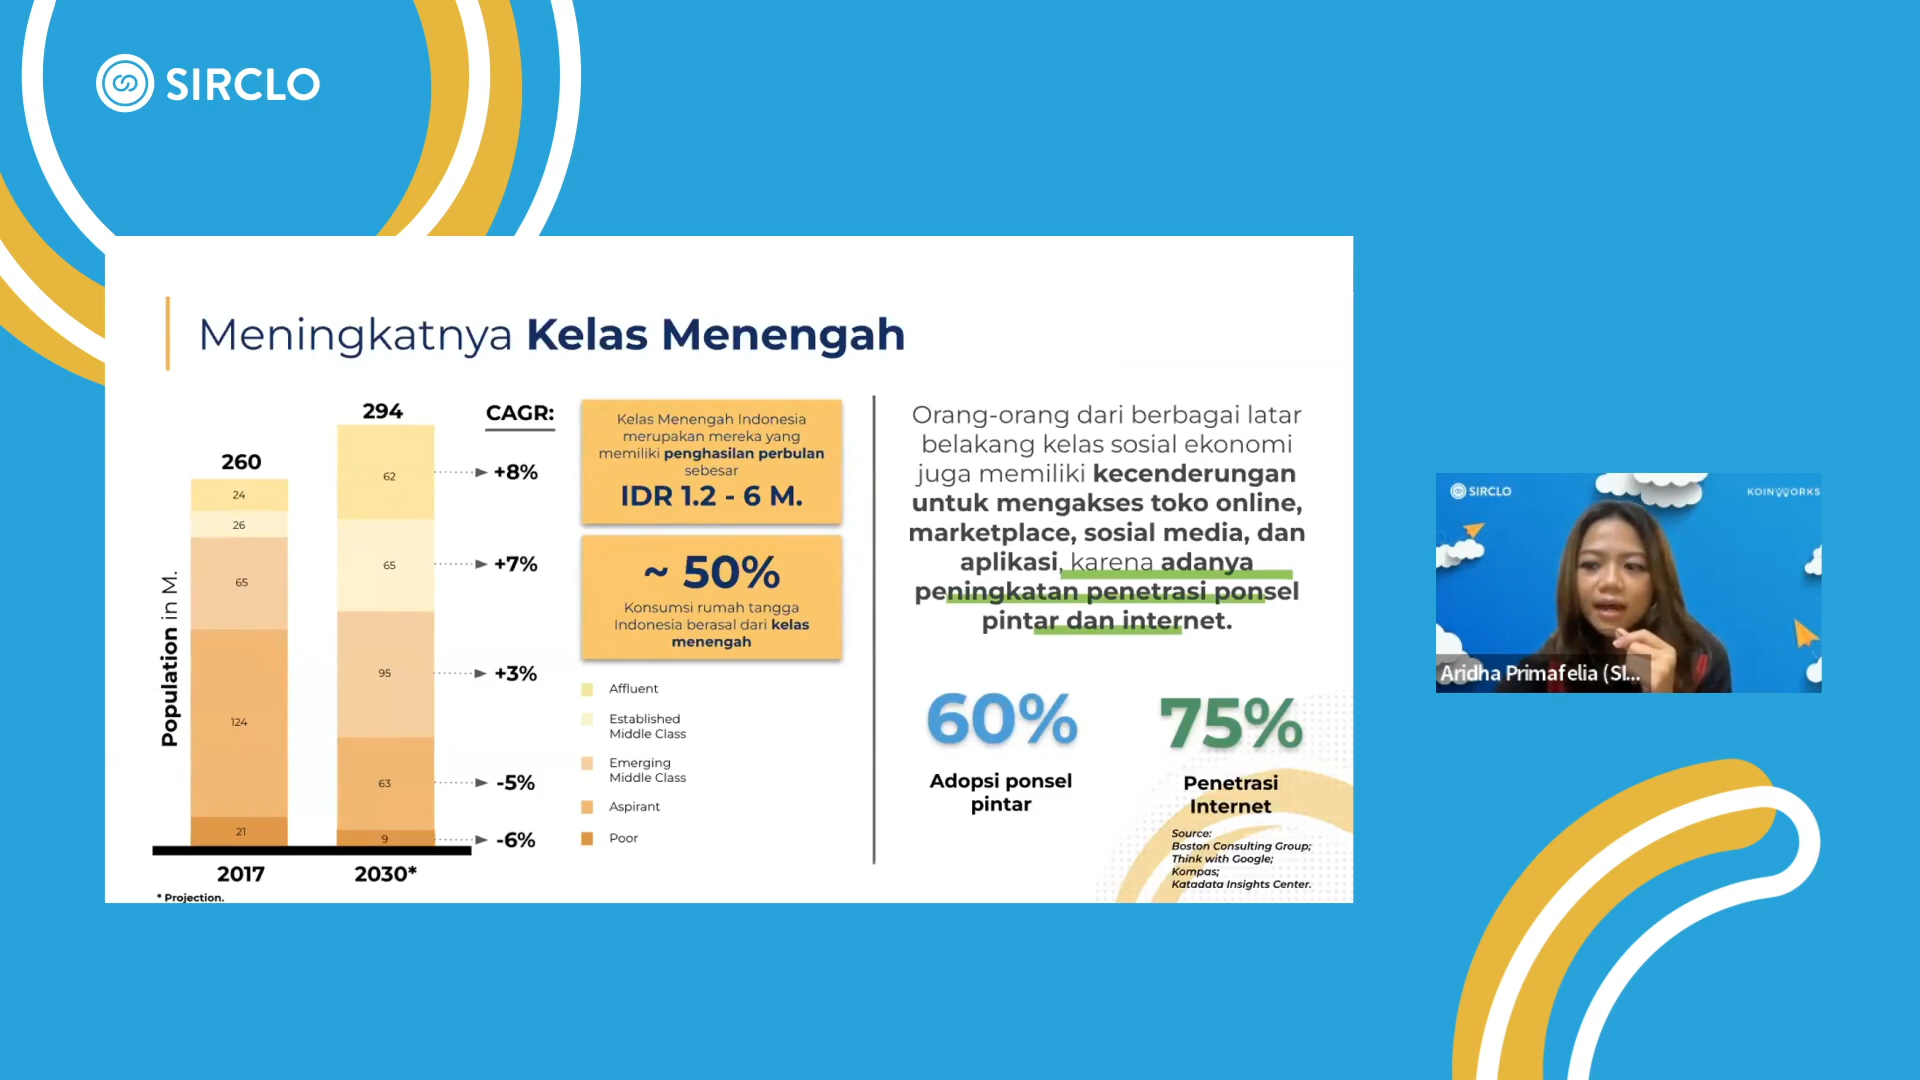 SIRCLO
Meningkatnya Kelas Menengah
Population in M.
260
24
26
65
124
21
2017
294
62
65
95
63
9
2030*
* Projection.
CAGR:
+8%
+7%
+3%
-5%
-6%
Kelas Menengah Indonesia
merupakan mereka yang
memiliki penghasilan perbulan
sebesar
IDR 1.2 - 6 M.
~ 50%
Konsumsi rumah tangga
Indonesia berasal dari kelas
menengah
Affluent
Established
Middle Class
Emerging
Middle Class
Aspirant
Poor
Orang-orang dari berbagai latar
belakang kelas sosial ekonomi
juga memiliki kecenderungan
untuk mengakses toko online,
marketplace, sosial media, dan
aplikasi, karena adanya
peningkatan penetrasi ponsel
pintar dan internet.
60%
Adopsi ponsel
pintar
75%
Penetrasi
Internet
Source:
Boston Consulting Group;
Think with Google;
Kompas;
Katadata Insights Center.
SIRCLO
KOINWORKS
Aridha Primafelia (SI...